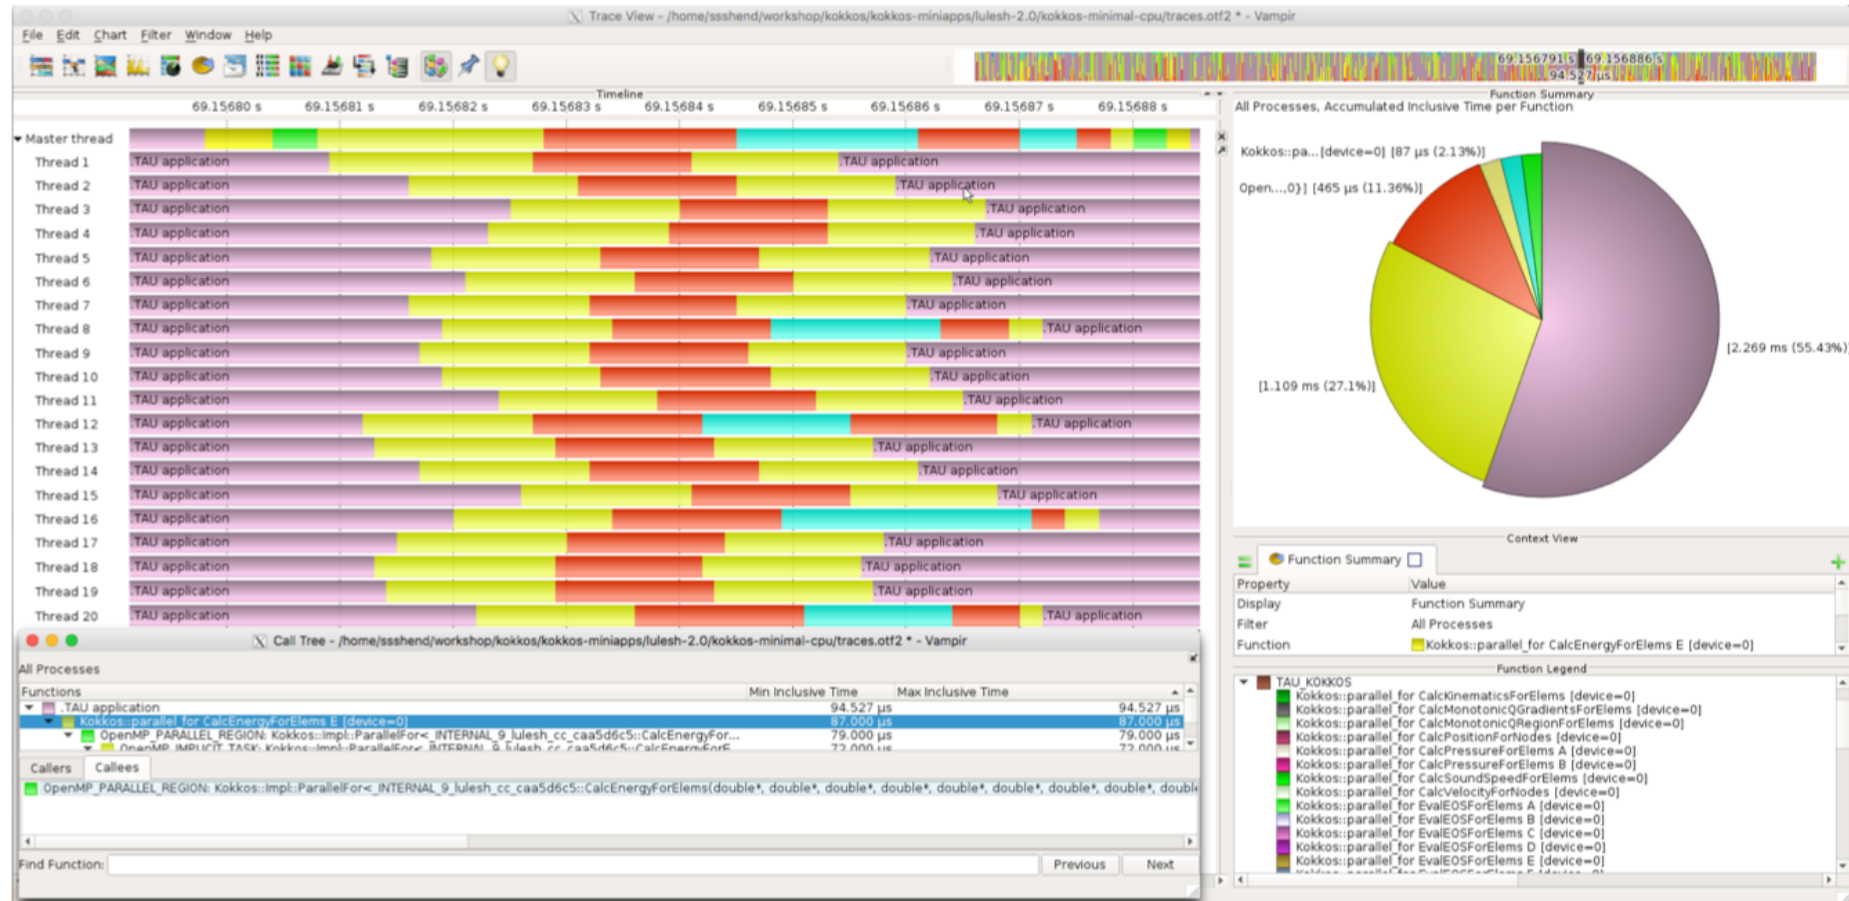 Trace View - /home/ssshend/workshop/kokkos/kokkos-miniapps/lulesh-2.0/kokkos-minimal-cpu/traces.otf2 * - Vampir
File Edit Chart Filter Window Help
69.156791 s 69.156886 s
94.527 µs
Timeline
69.15680 s 69.15681 s 69.15682 s 69.15683 s 69.15684 s 69.15685 s 69.15686 s 69.15687 s 69.15688 s
Master thread
Thread 1 .TAU application .TAU application
Thread 2 .TAU application .TAU application
Thread 3 .TAU application .TAU application
Thread 4 .TAU application .TAU application
Thread 5 .TAU application .TAU application
Thread 6 .TAU application .TAU application
Thread 7 .TAU application .TAU application
Thread 8 .TAU application .TAU application
Thread 9 .TAU application .TAU application
Thread 10 .TAU application .TAU application
Thread 11 .TAU application .TAU application
Thread 12 .TAU application .TAU application
Thread 13 .TAU application .TAU application
Thread 14 .TAU application .TAU application
Thread 15 .TAU application .TAU application
Thread 16 .TAU application
Thread 17 .TAU application .TAU application
Thread 18 .TAU application .TAU application
Thread 19 .TAU application .TAU application
Thread 20 .TAU application .TAU application
Function Summary
All Processes, Accumulated Inclusive Time per Function
Kokkos::pa...[device=0] [87 µs (2.13%)]
Open...,0}] [465 µs (11.36%)]
[2.269 ms (55.43%)]
[1.109 ms (27.1%)]
Context View
Function Summary
Property Value
Display Function Summary
Filter All Processes
Function Kokkos::parallel_for CalcEnergyForElems E [device=0]
Function Legend
TAU_KOKKOS
Kokkos::parallel_for CalcKinematicsForElems [device=0]
Kokkos::parallel_for CalcMonotonicQGradientsForElems [device=0]
Kokkos::parallel_for CalcMonotonicQRegionForElems [device=0]
Kokkos::parallel_for CalcPositionForNodes [device=0]
Kokkos::parallel_for CalcPressureForElems A [device=0]
Kokkos::parallel_for CalcPressureForElems B [device=0]
Kokkos::parallel_for CalcSoundSpeedForElems [device=0]
Kokkos::parallel_for CalcVelocityForNodes [device=0]
Kokkos::parallel_for EvalEOSForElems A [device=0]
Kokkos::parallel_for EvalEOSForElems B [device=0]
Kokkos::parallel_for EvalEOSForElems C [device=0]
Kokkos::parallel_for EvalEOSForElems D [device=0]
Kokkos::parallel_for EvalEOSForElems E [device=0]
Call Tree - /home/ssshend/workshop/kokkos/kokkos-miniapps/lulesh-2.0/kokkos-minimal-cpu/traces.otf2 * - Vampir
All Processes
Functions Min Inclusive Time Max Inclusive Time
.TAU application 94.527 µs 94.527 µs
Kokkos::parallel_for CalcEnergyForElems E [device=0] 87.000 µs 87.000 µs
OpenMP_PARALLEL_REGION: Kokkos::Impl::ParallelFor<_INTERNAL_9_lulesh_cc_caa5d6c5::CalcEnergyFor... 79.000 µs 79.000 µs
OpenMP_IMPLICIT_TASK: Kokkos::Impl::ParallelFor<_INTERNAL_9_lulesh_cc_caa5d6c5::CalcEnergyForE... 72.000 µs 72.000 µs
Callers Callees
OpenMP_PARALLEL_REGION: Kokkos::Impl::ParallelFor<_INTERNAL_9_lulesh_cc_caa5d6c5::CalcEnergyForElems(double*, double*, double*, double*, double*, double*, double*, double*, doubl
Find Function: Previous Next